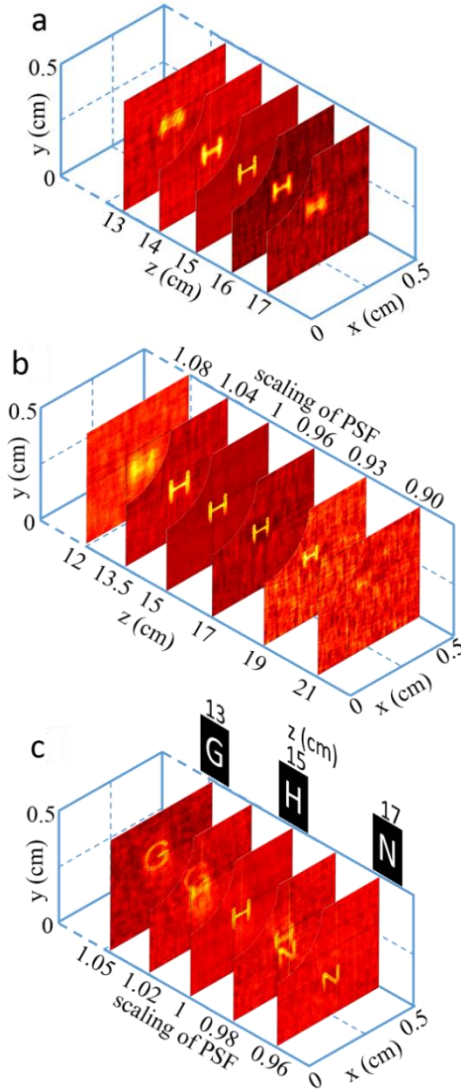 a
0.5
y (cm)
0
H H H H H
13 14 15 16 17
z (cm)
0
x (cm)
0.5
b
1.08 1.04 1 0.96 0.93 0.90
scaling of PSF
0.5
y (cm)
0
H H H H H
12 13.5 15 17 19 21
z (cm)
0
x (cm)
0.5
c
z (cm)
13 15 17
G H N
0.5
y (cm)
0
G G H H H N N
1.05 1.02 1 0.98 0.96
scaling of PSF
0
x (cm)
0.5